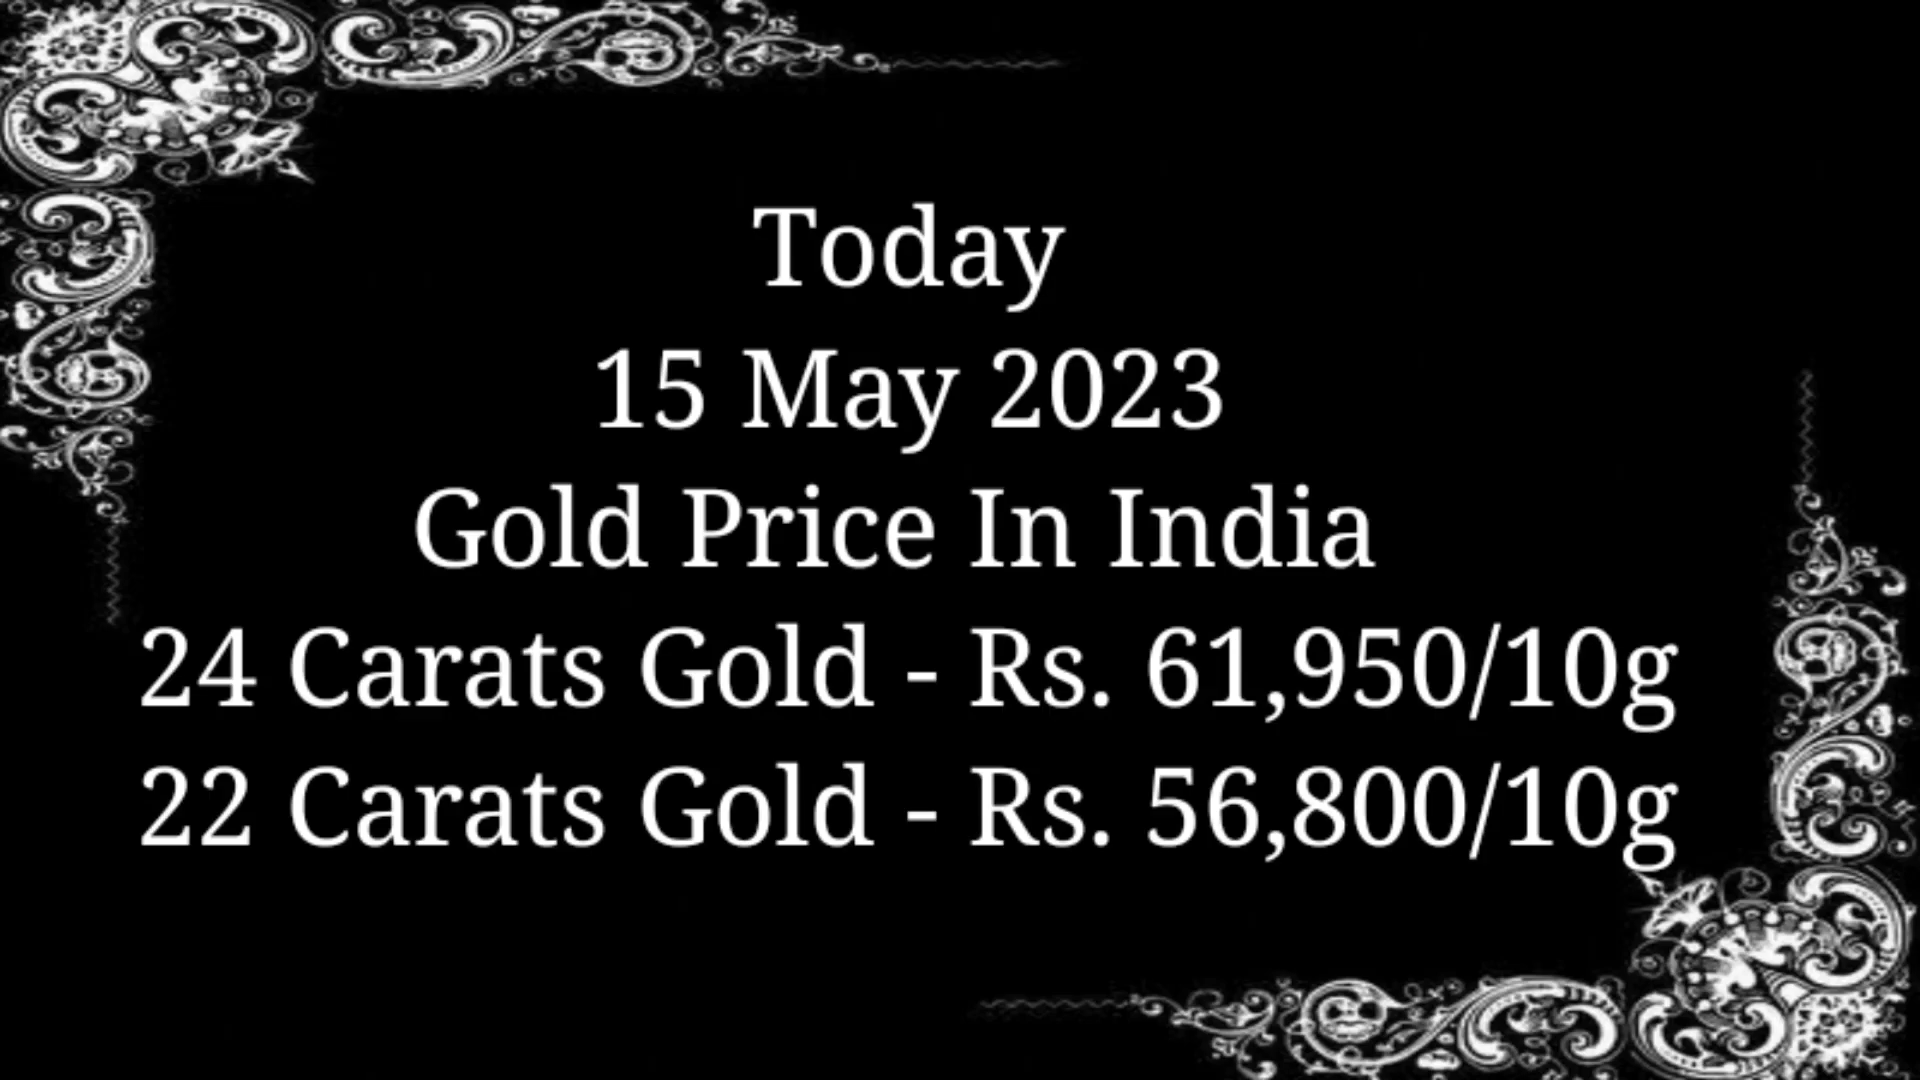 Today
15 May 2023
Gold Price In India
24 Carats Gold - Rs. 61,950/10g
22 Carats Gold - Rs. 56,800/10g